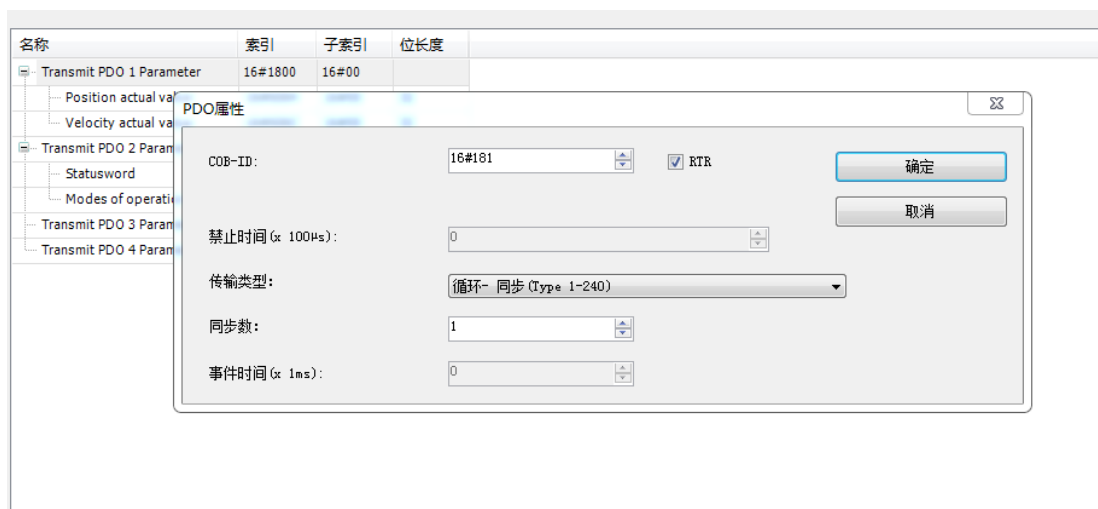 名称 索引 子索引 位长度
Transmit PDO 1 Parameter 16#1800 16#00
Position actual va
PDO属性
Velocity actual va
Transmit PDO 2 Param
COB-ID: 16#181 RTR 确定
Statusword
Modes of operati
取消
Transmit PDO 3 Param
禁止时间(x 100μs): 0
Transmit PDO 4 Param
传输类型: 循环- 同步(Type 1-240)
同步数: 1
事件时间(x 1ms): 0